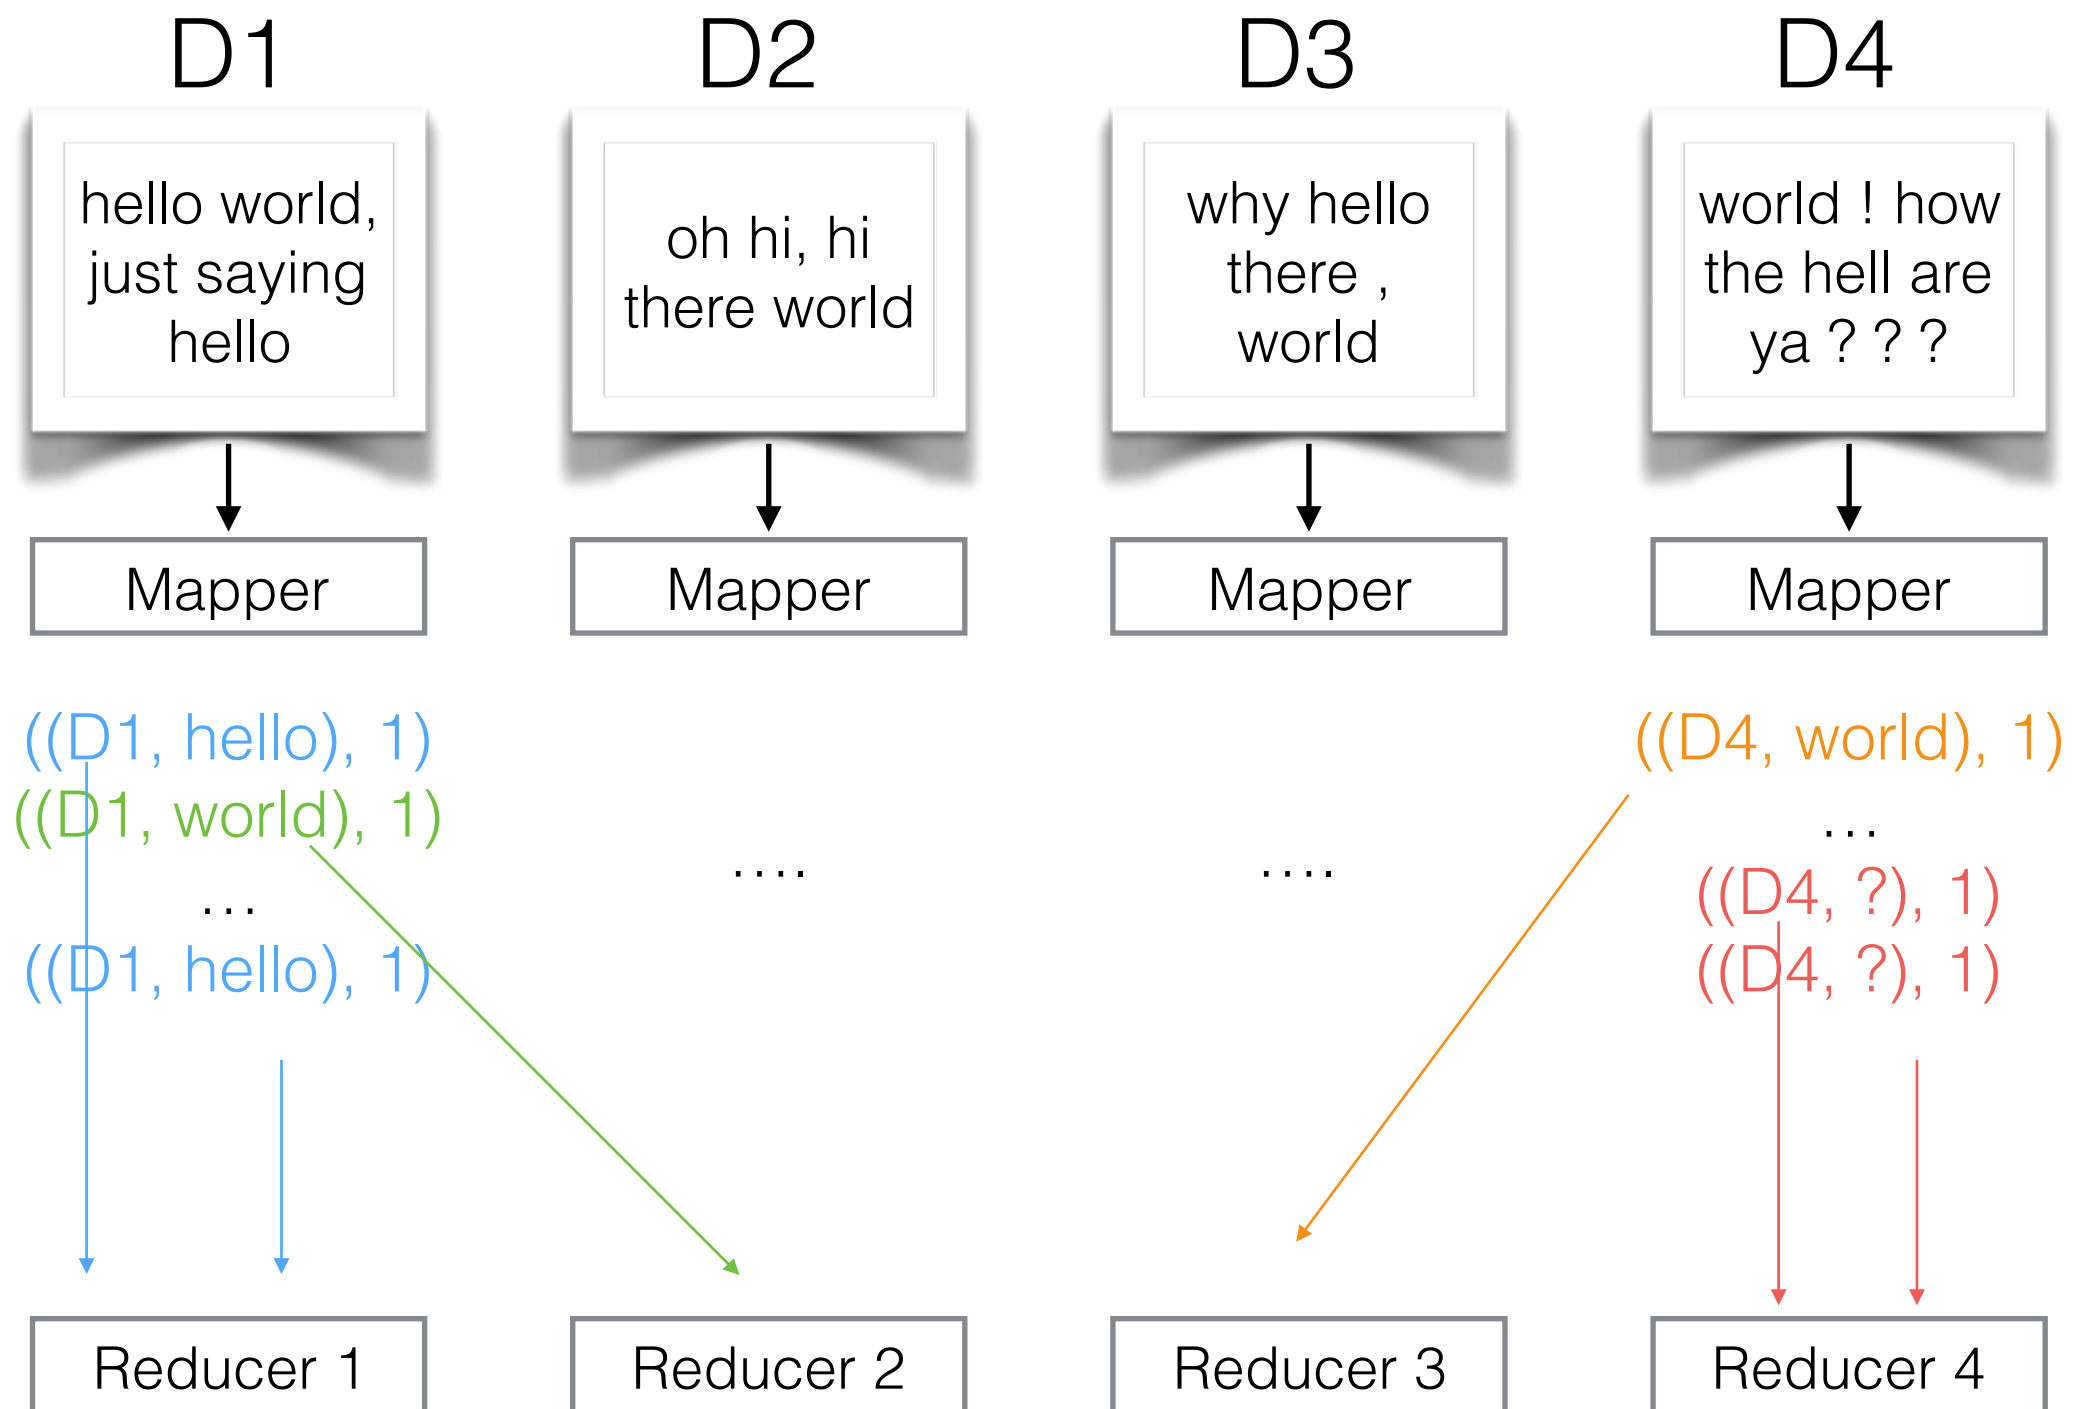 D1
D2
D3
D4
hello world,
just saying
hello
oh hi, hi
there world
why hello
there ,
world
world ! how
the hell are
ya ? ? ?
Mapper
Mapper
Mapper
Mapper
((D1, hello), 1)
((D1, world), 1)
...
((D1, hello), 1)
....
....
((D4, world), 1)
...
((D4, ?), 1)
((D4, ?), 1)
Reducer 1
Reducer 2
Reducer 3
Reducer 4